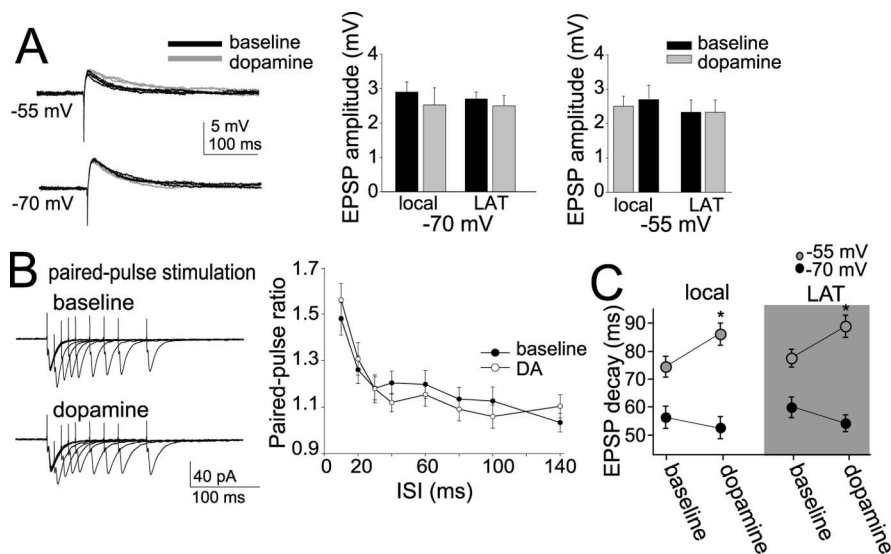 A
baseline
dopamine
-55 mV
5 mV
100 ms
-70 mV
EPSP amplitude (mV)
4
3
2
1
0
local LAT
-70 mV
EPSP amplitude (mV)
4
3
2
1
0
baseline
dopamine
local LAT
-55 mV
B
paired-pulse stimulation
baseline
dopamine
40 pA
100 ms
Paired-pulse ratio
1.7
1.5
1.3
1.1
0.9
baseline
DA
0 20 60 100 140
ISI (ms)
C
-55 mV
-70 mV
local LAT
* *
EPSP decay (ms)
90
80
70
60
50
baseline
dopamine
baseline
dopamine